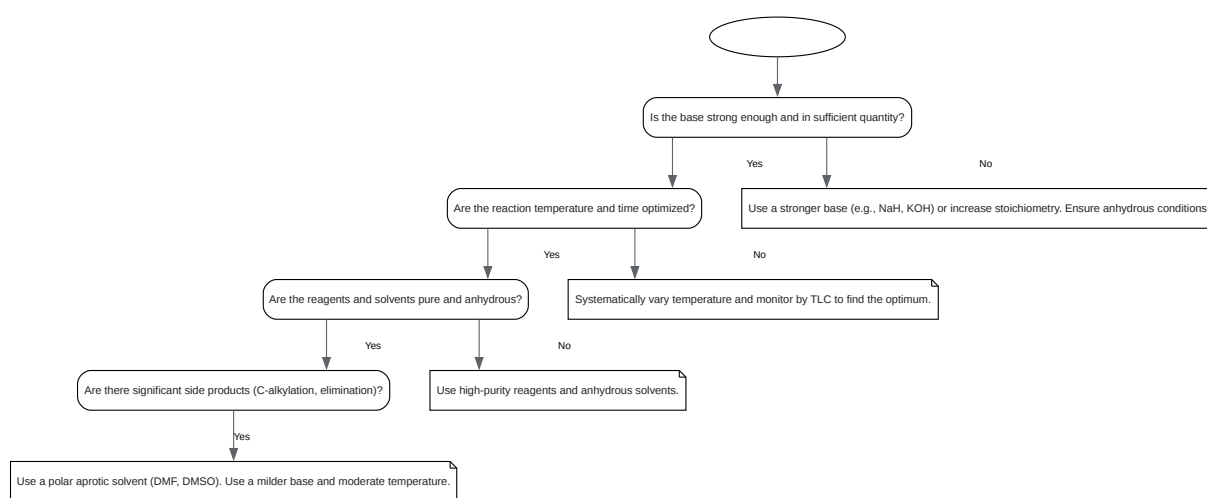 Is the base strong enough and in sufficient quantity?
Yes
No
Are the reaction temperature and time optimized?
Use a stronger base (e.g., NaH, KOH) or increase stoichiometry. Ensure anhydrous conditions
Yes
No
Are the reagents and solvents pure and anhydrous?
Systematically vary temperature and monitor by TLC to find the optimum.
Yes
No
Are there significant side products (C-alkylation, elimination)?
Use high-purity reagents and anhydrous solvents.
Yes
Use a polar aprotic solvent (DMF, DMSO). Use a milder base and moderate temperature.